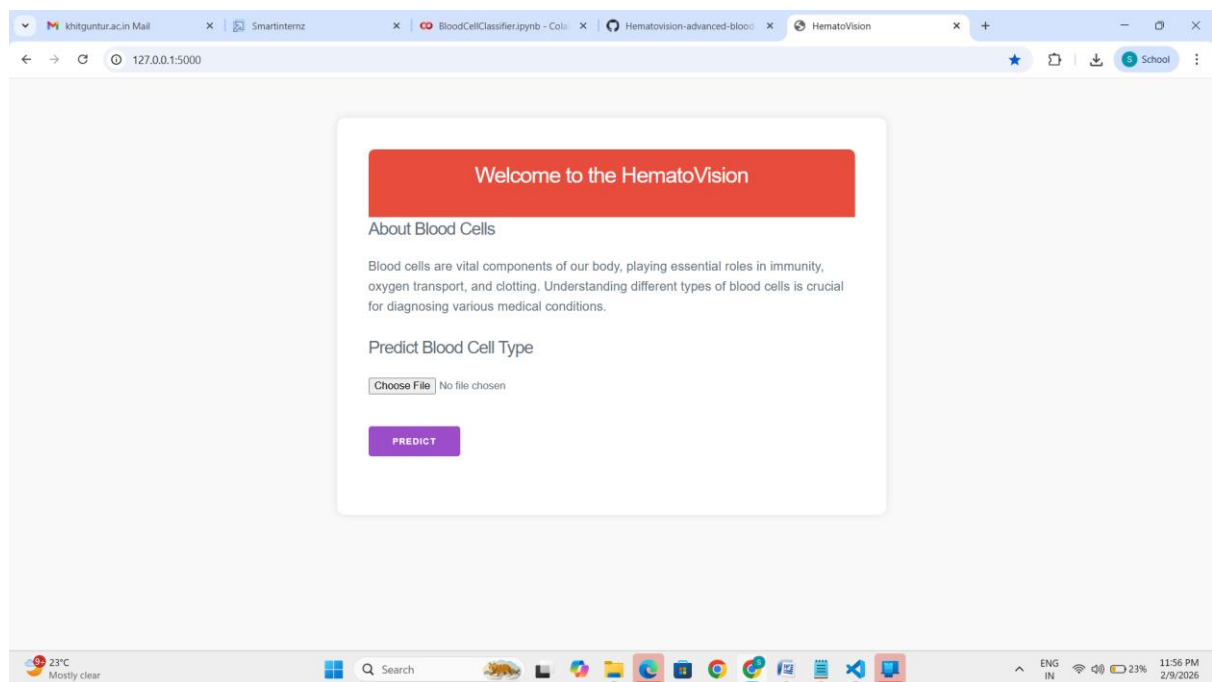 khitguntur.ac.in Mail
Smartinternz
BloodCellClassifier.ipynb - Cola
Hematovision-advanced-blood
HematoVision
127.0.0.1:5000
S School
Welcome to the HematoVision
About Blood Cells
Blood cells are vital components of our body, playing essential roles in immunity,
oxygen transport, and clotting. Understanding different types of blood cells is crucial
for diagnosing various medical conditions.
Predict Blood Cell Type
Choose File No file chosen
PREDICT
9+
23°C
Mostly clear
Search
ENG
IN
23%
11:56 PM
2/9/2026